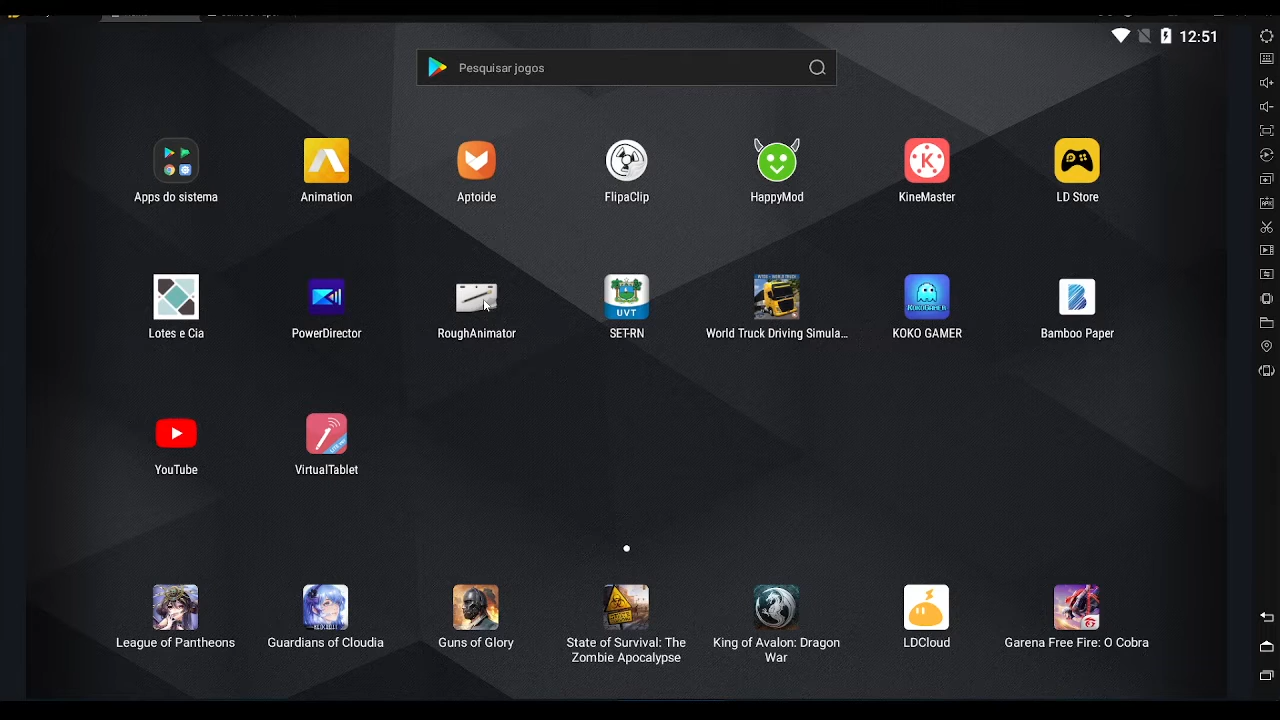 12:51
Pesquisar jogos
Apps do sistema
Animation
Aptoide
FlipaClip
HappyMod
KineMaster
LD Store
Lotes e Cia
PowerDirector
RoughAnimator
UVT
SET-RN
World Truck Driving Simula...
KOKO GAMER
Bamboo Paper
YouTube
VirtualTablet
League of Pantheons
Guardians of Cloudia
Guns of Glory
State of Survival: The
Zombie Apocalypse
King of Avalon: Dragon
War
LDCloud
Garena Free Fire: O Cobra